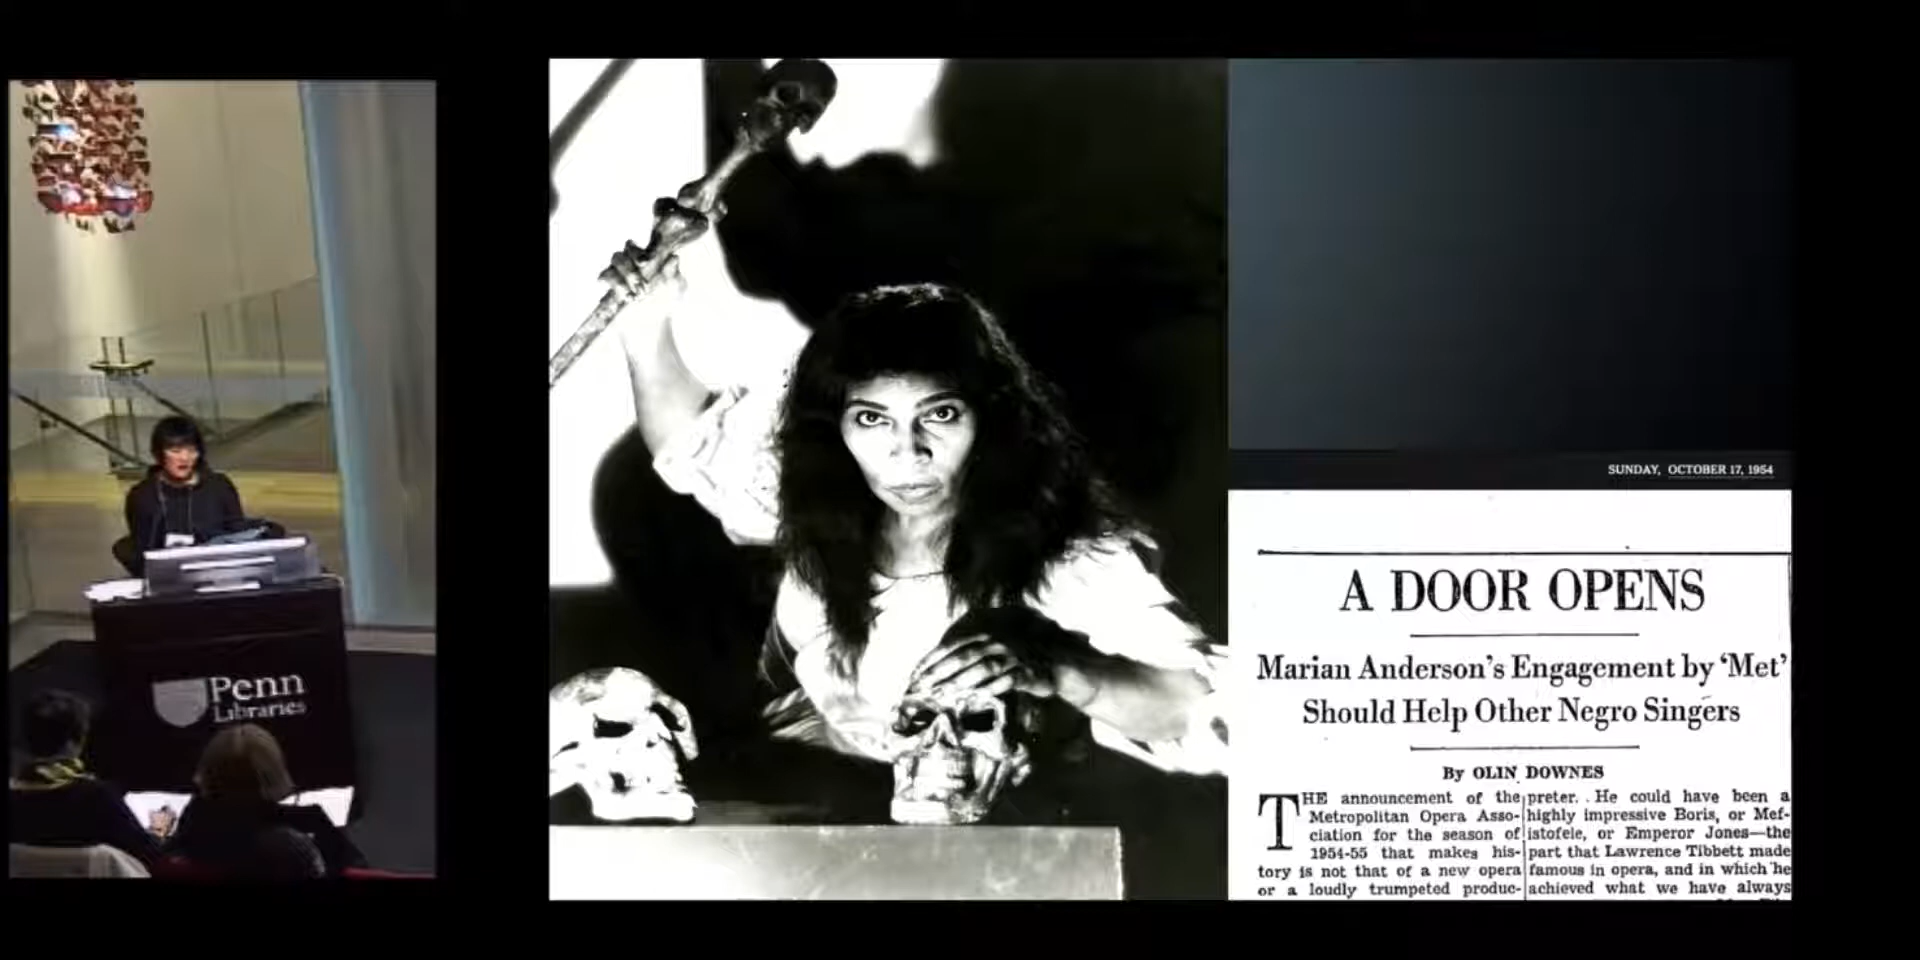 Penn
Libraries
SUNDAY, OCTOBER 17, 1954
A DOOR OPENS
Marian Anderson's Engagement by 'Met'
Should Help Other Negro Singers
By OLIN DOWNES
THE announcement of the
Metropolitan Opera Asso-
ciation for the season of
1954-55 that makes his-
tory is not that of a new opera
or a loudly trumpeted produc-
preter. He could have been a
highly impressive Boris, or Mef-
istofele, or Emperor Jones—the
part that Lawrence Tibbett made
famous in opera, and in which he
achieved what we have always